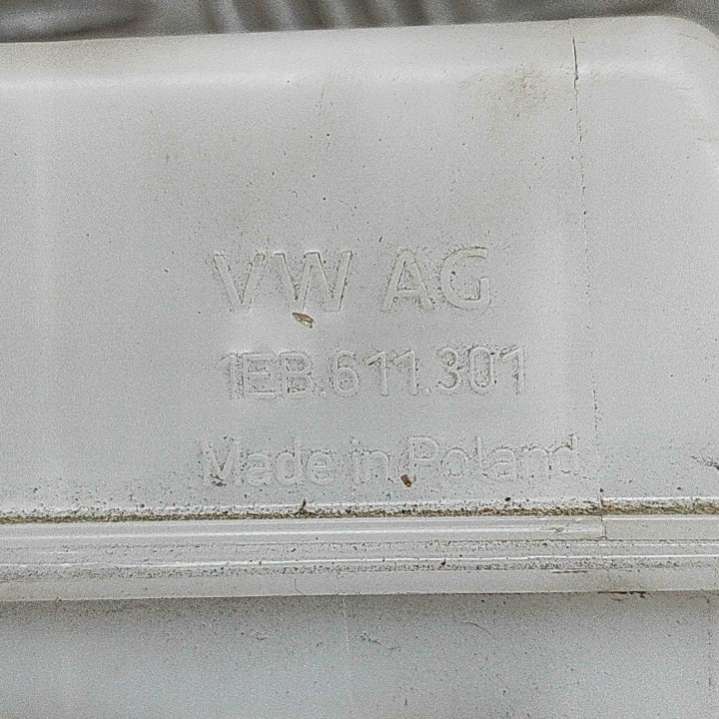 VW AG
1EB.611.301
Made in Poland